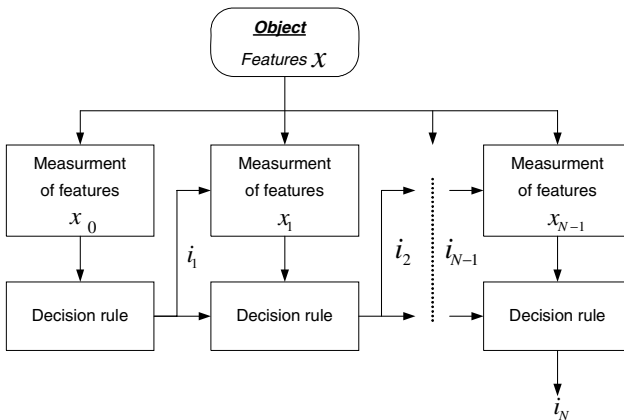 Object
Features x
Measurment
of features
x 0
Measurment
of features
x1
Measurment
of features
xN−1
i1
i2
iN−1
Decision rule
Decision rule
Decision rule
iN